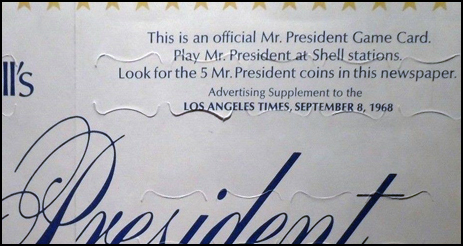 This is an official Mr. President Game Card.
Play Mr. President at Shell stations.
Look for the 5 Mr. President coins in this newspaper.
Advertising Supplement to the
LOS ANGELES TIMES, SEPTEMBER 8, 1968
ll's
President